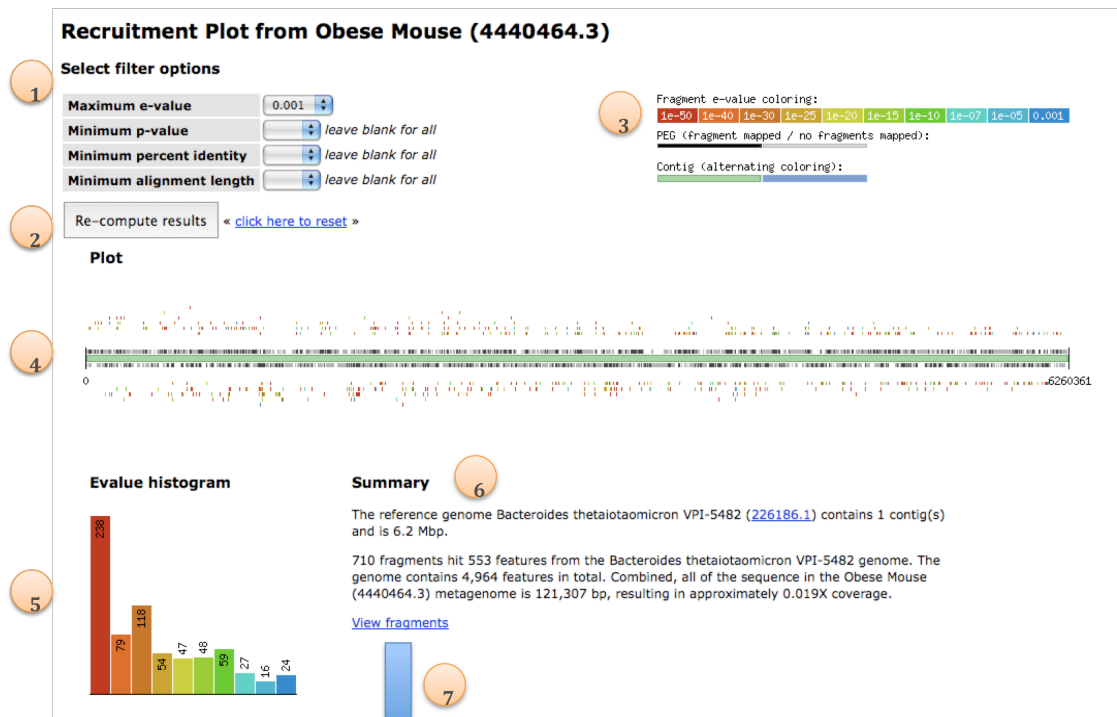 Recruitment Plot from Obese Mouse (4440464.3)
Select filter options
1
Maximum e-value 0.001
Minimum p-value leave blank for all
Minimum percent identity leave blank for all
Minimum alignment length leave blank for all
3
Fragment e-value coloring:
1e-50 1e-40 1e-30 1e-25 1e-20 1e-15 1e-10 1e-07 1e-05 0.001
PEG (fragment mapped / no fragments mapped):
Contig (alternating coloring):
2
Re-compute results « click here to reset »
Plot
4
0
6260361
Evalue histogram
5
238
79
118
54
47
48
59
27
16
24
Summary
6
The reference genome Bacteroides thetaiotaomicron VPI-5482 (226186.1) contains 1 contig(s)
and is 6.2 Mbp.
710 fragments hit 553 features from the Bacteroides thetaiotaomicron VPI-5482 genome. The
genome contains 4,964 features in total. Combined, all of the sequence in the Obese Mouse
(4440464.3) metagenome is 121,307 bp, resulting in approximately 0.019X coverage.
View fragments
7